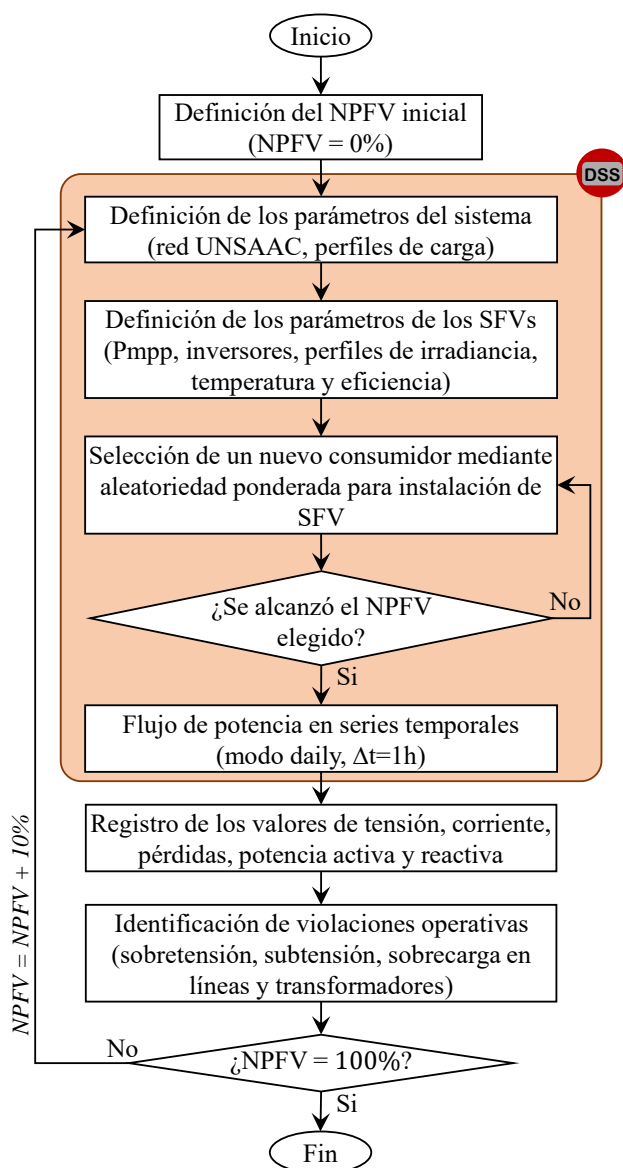 Inicio
Definición del NPFV inicial
(NPFV = 0%)
DSS
Definición de los parámetros del sistema
(red UNSAAC, perfiles de carga)
Definición de los parámetros de los SFVs
(Pmpp, inversores, perfiles de irradiancia,
temperatura y eficiencia)
Selección de un nuevo consumidor mediante
aleatoriedad ponderada para instalación de
SFV
¿Se alcanzó el NPFV
elegido?
No
Si
Flujo de potencia en series temporales
(modo daily, Δt=1h)
Registro de los valores de tensión, corriente,
pérdidas, potencia activa y reactiva
Identificación de violaciones operativas
(sobretensión, subtensión, sobrecarga en
líneas y transformadores)
NPFV = NPFV + 10%
No
¿NPFV = 100%?
Si
Fin